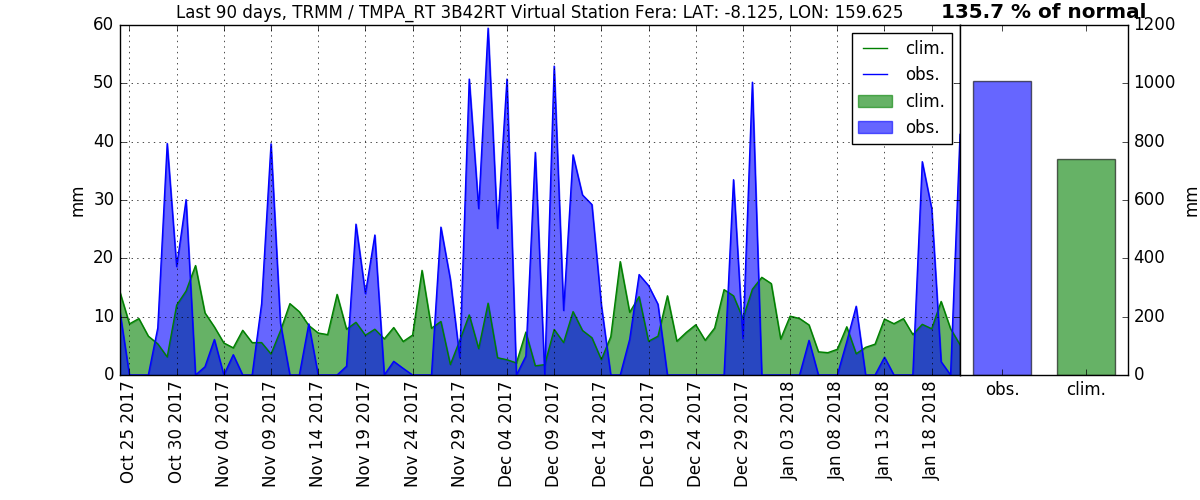 Last 90 days, TRMM / TMPA_RT 3B42RT Virtual Station Fera: LAT: -8.125, LON: 159.625
135.7 % of normal
60
50
40
30
20
10
0
mm
clim.
obs.
clim.
obs.
Oct 25 2017
Oct 30 2017
Nov 04 2017
Nov 09 2017
Nov 14 2017
Nov 19 2017
Nov 24 2017
Nov 29 2017
Dec 04 2017
Dec 09 2017
Dec 14 2017
Dec 19 2017
Dec 24 2017
Dec 29 2017
Jan 03 2018
Jan 08 2018
Jan 13 2018
Jan 18 2018
obs.
clim.
1200
1000
800
600
400
200
0
mm